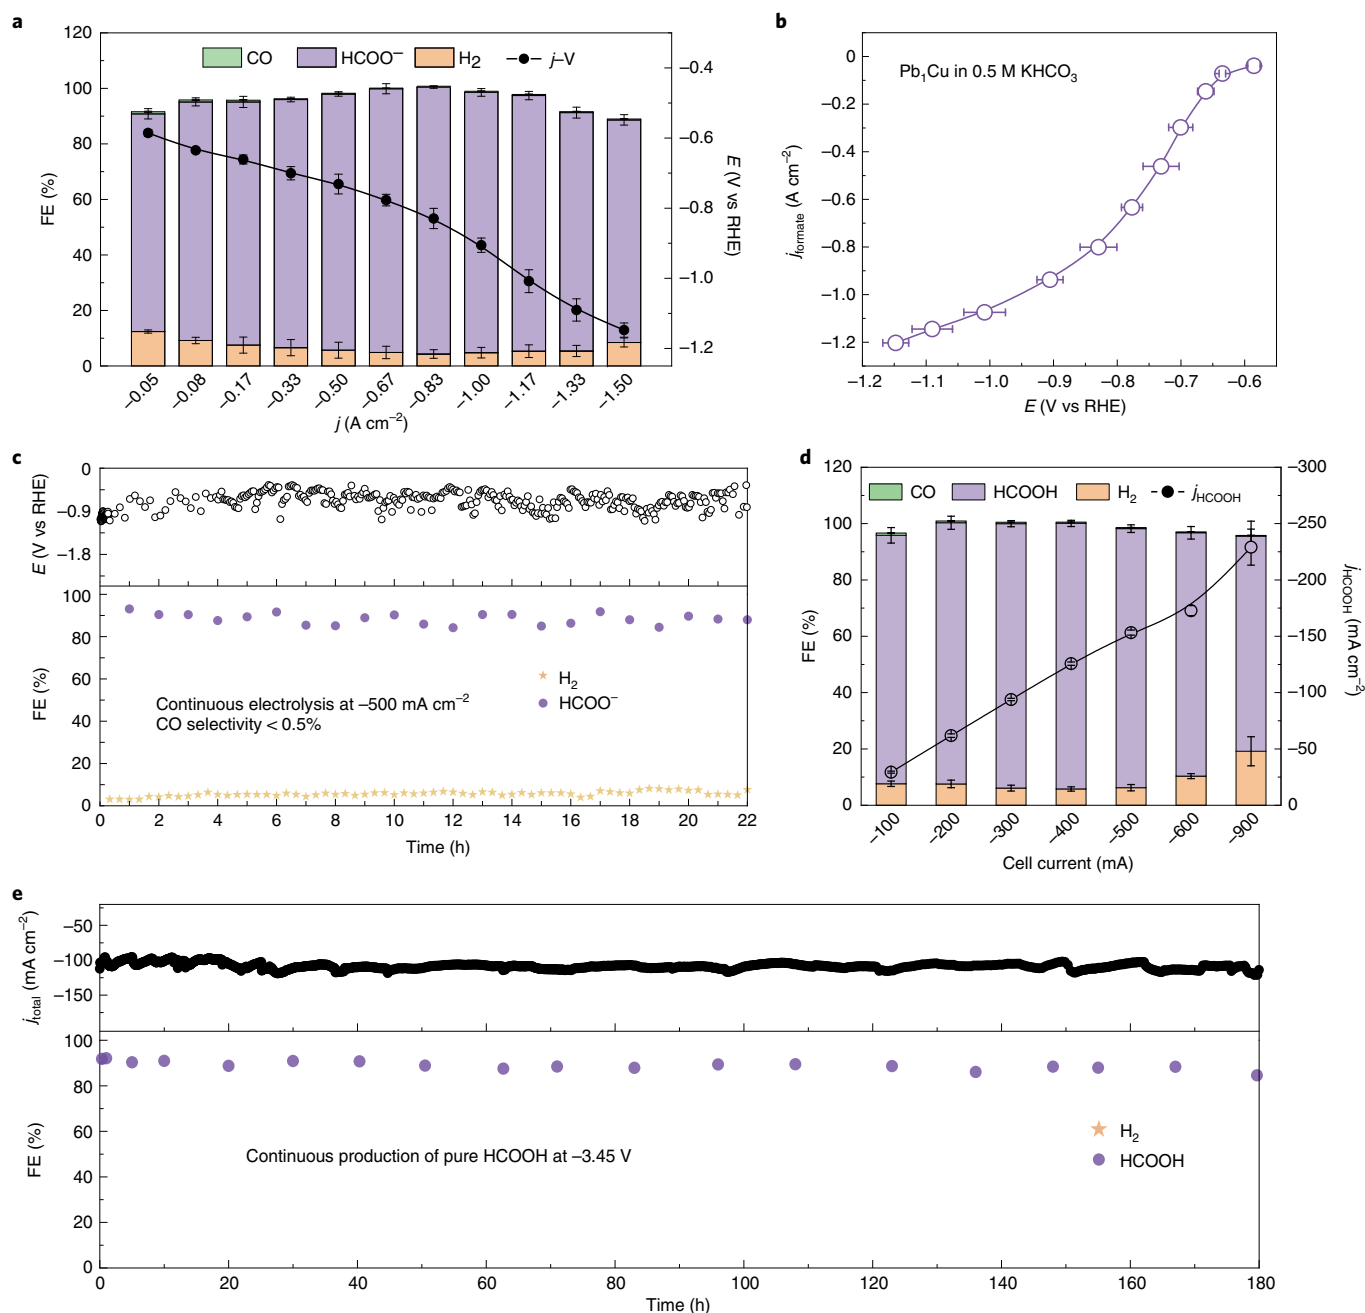 a
120
100
80
60
40
20
0
FE (%)
CO HCOO⁻ H₂ j–V
−0.4
−0.6
−0.8
−1.0
−1.2
E (V vs RHE)
−0.05 −0.08 −0.17 −0.33 −0.50 −0.67 −0.83 −1.00 −1.17 −1.33 −1.50
j (A cm⁻²)
b
Pb₁Cu in 0.5 M KHCO₃
0
−0.2
−0.4
−0.6
−0.8
−1.0
−1.2
j_formate (A cm⁻²)
−1.2 −1.1 −1.0 −0.9 −0.8 −0.7 −0.6
E (V vs RHE)
c
0
−0.9
−1.8
E (V vs RHE)
100
80
60
40
20
0
FE (%)
H₂
HCOO⁻
Continuous electrolysis at −500 mA cm⁻²
CO selectivity < 0.5%
0 2 4 6 8 10 12 14 16 18 20 22
Time (h)
d
120
100
80
60
40
20
0
FE (%)
CO HCOOH H₂ j_HCOOH
−300
−250
−200
−150
−100
−50
0
j_HCOOH (mA cm⁻²)
−100 −200 −300 −400 −500 −600 −900
Cell current (mA)
e
−50
−100
−150
j_total (mA cm⁻²)
100
80
60
40
20
0
FE (%)
H₂
HCOOH
Continuous production of pure HCOOH at −3.45 V
0 20 40 60 80 100 120 140 160 180
Time (h)